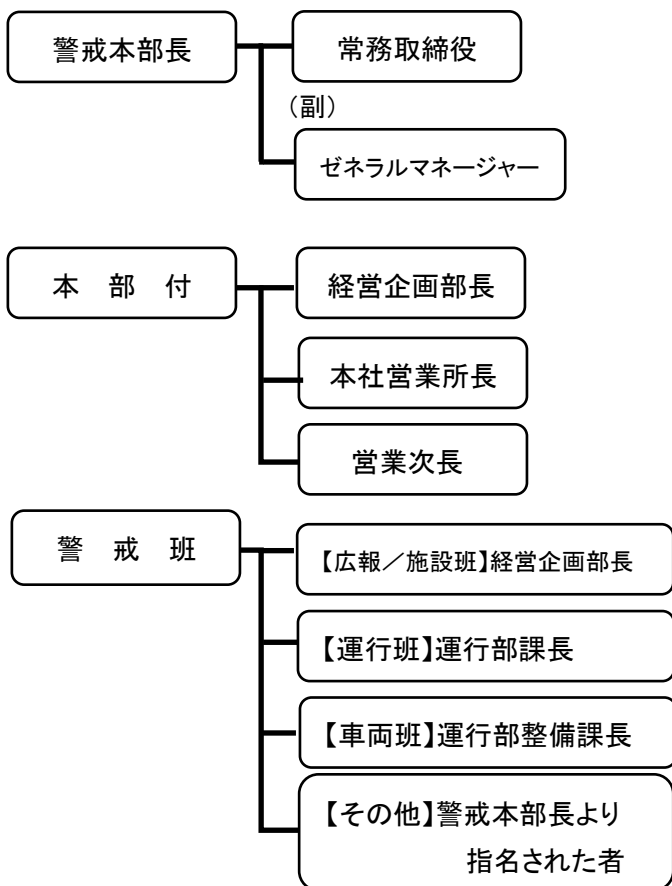 警戒本部長
常務取締役
（副）
ゼネラルマネージャー
本　部　付
経営企画部長
本社営業所長
営業次長
警　戒　班
【広報／施設班】経営企画部長
【運行班】運行部課長
【車両班】運行部整備課長
【その他】警戒本部長より
指名された者